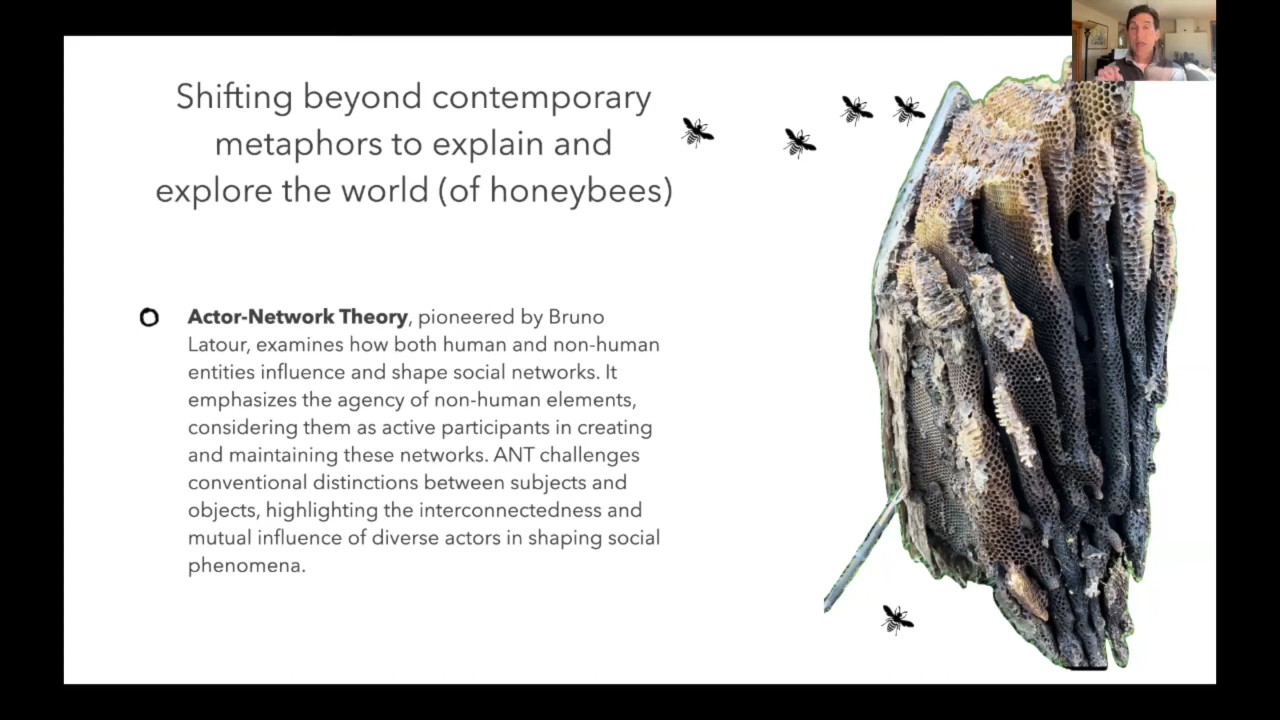 Shifting beyond contemporary
metaphors to explain and
explore the world (of honeybees)
Actor-Network Theory, pioneered by Bruno
Latour, examines how both human and non-human
entities influence and shape social networks. It
emphasizes the agency of non-human elements,
considering them as active participants in creating
and maintaining these networks. ANT challenges
conventional distinctions between subjects and
objects, highlighting the interconnectedness and
mutual influence of diverse actors in shaping social
phenomena.